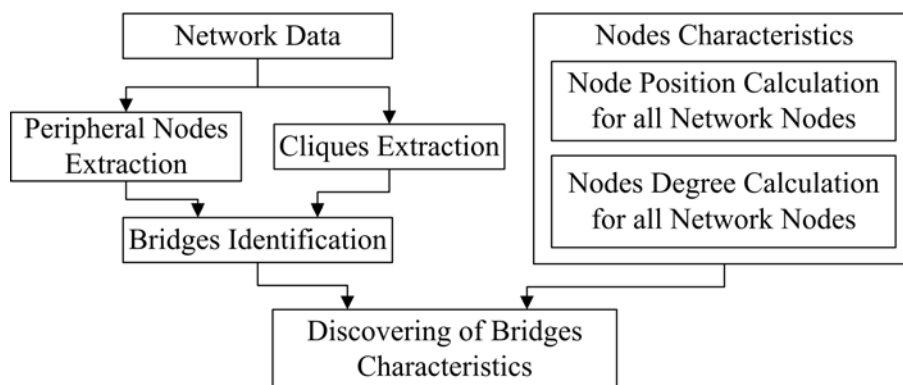 Network Data
Peripheral Nodes
Extraction
Cliques Extraction
Bridges Identification
Nodes Characteristics
Node Position Calculation
for all Network Nodes
Nodes Degree Calculation
for all Network Nodes
Discovering of Bridges
Characteristics